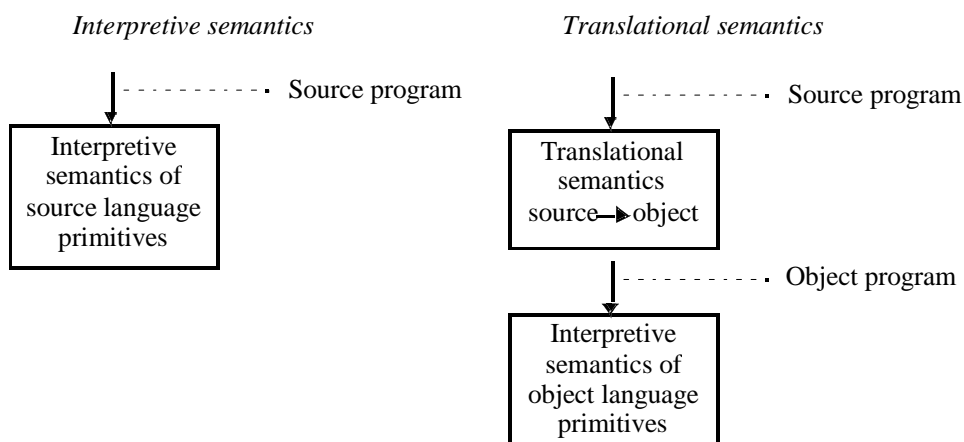 Interpretive semantics
Source program
Interpretive
semantics of
source language
primitives
Translational semantics
Source program
Translational
semantics
source object
Object program
Interpretive
semantics of
object language
primitives